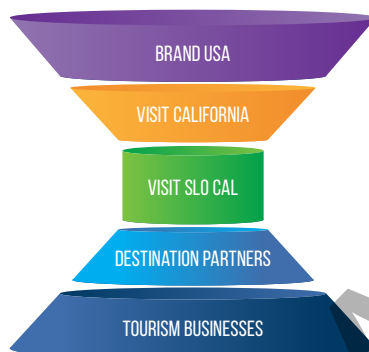 BRAND USA
VISIT CALIFORNIA
VISIT SLO CAL
DESTINATION PARTNERS
TOURISM BUSINESSES